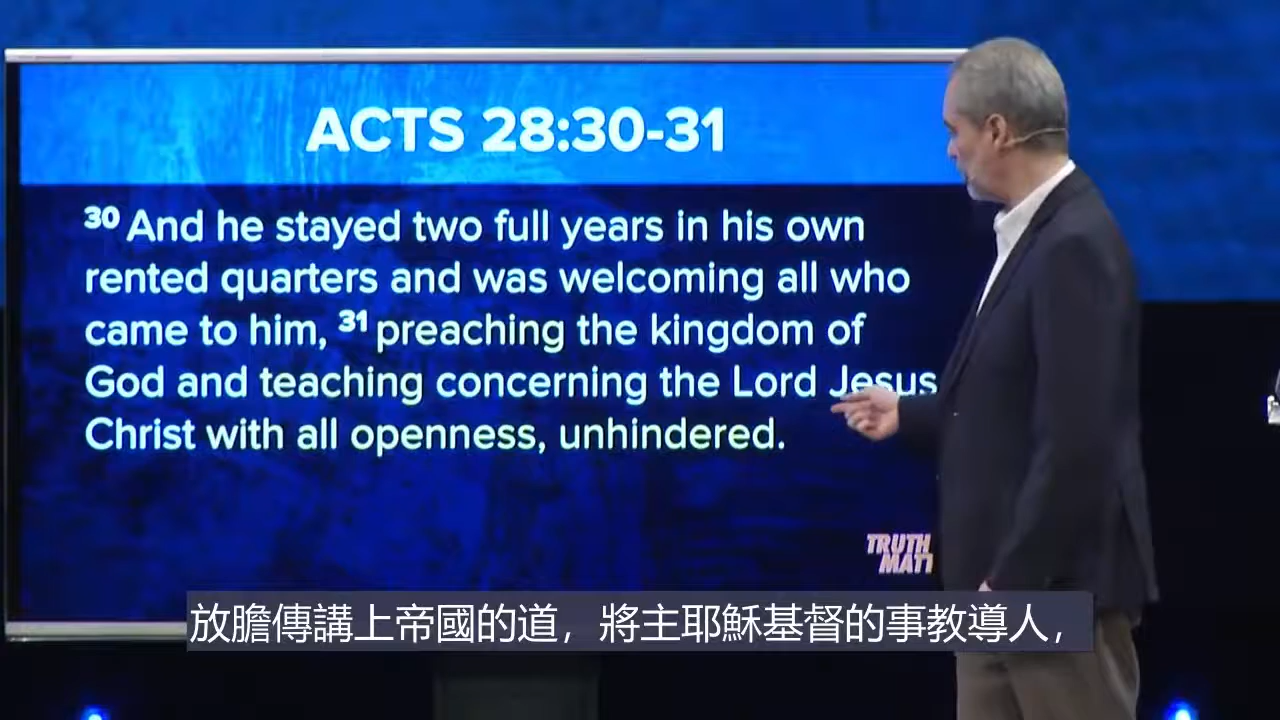 ACTS 28:30-31
30 And he stayed two full years in his own
rented quarters and was welcoming all who
came to him, 31 preaching the kingdom of
God and teaching concerning the Lord Jesus
Christ with all openness, unhindered.
TRUTH
MATT
放膽傳講上帝國的道，將主耶穌基督的事教導人，